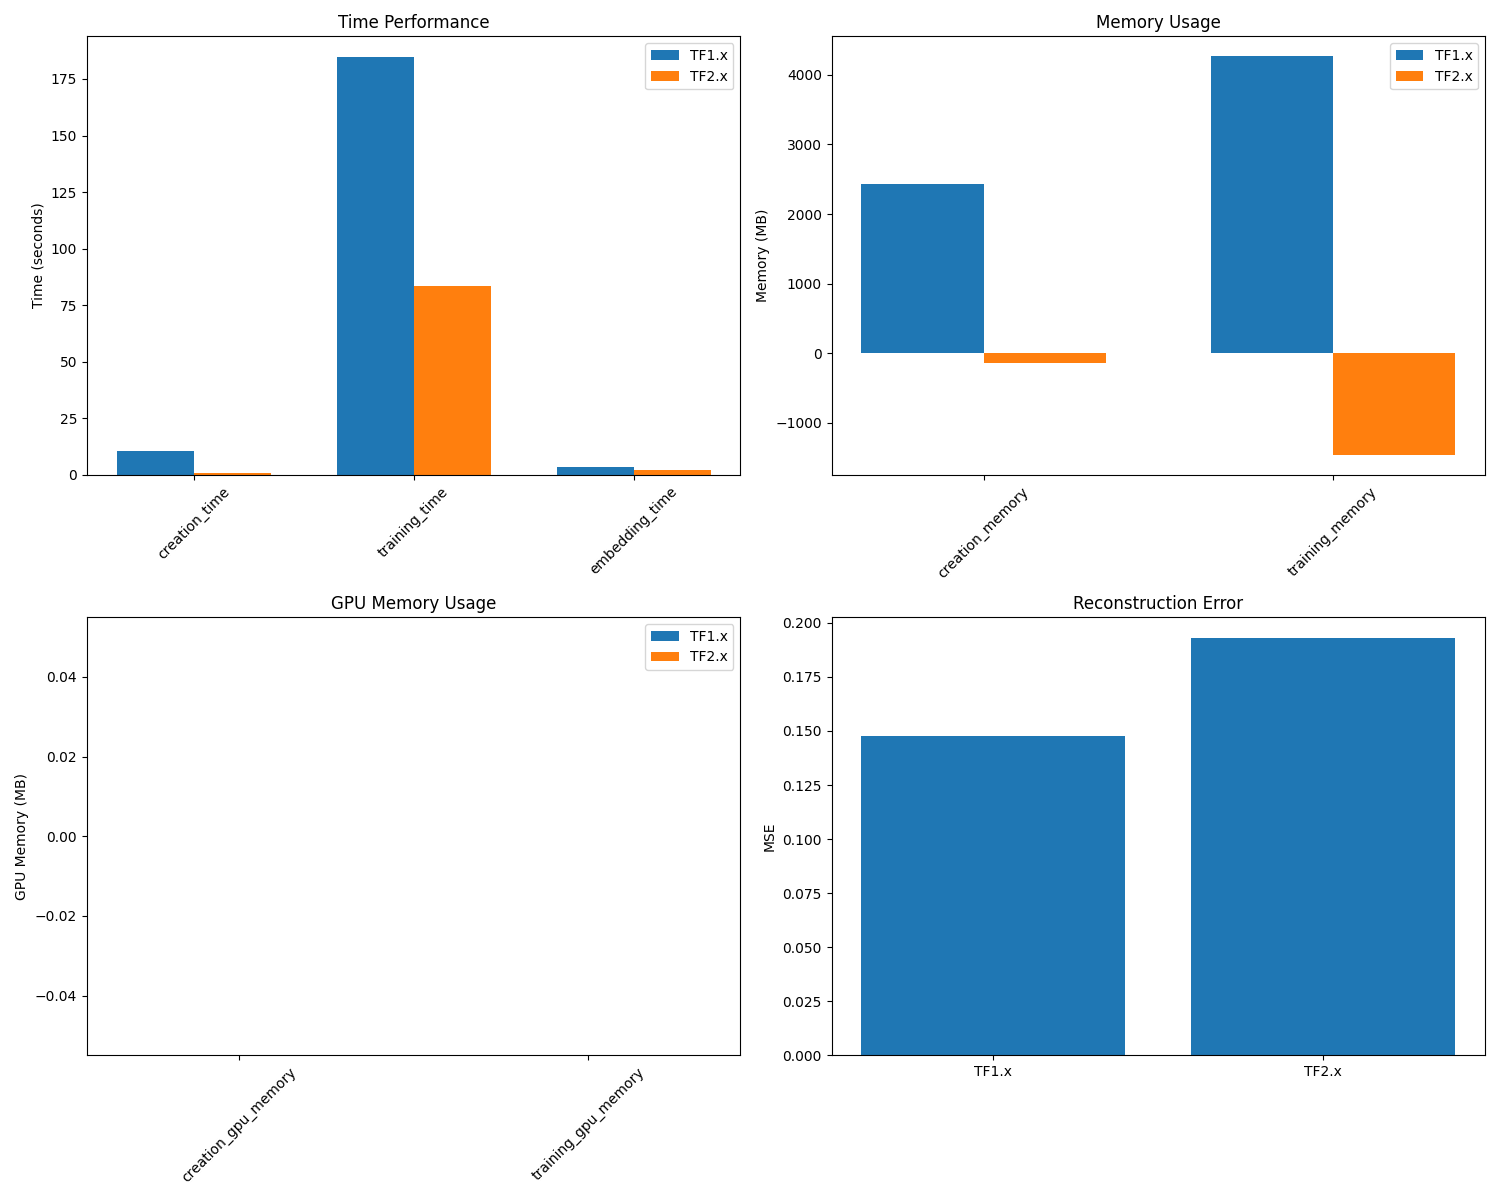 Time Performance
TF1.x
TF2.x
175
150
125
100
75
50
25
0
Time (seconds)
creation_time
training_time
embedding_time
Memory Usage
TF1.x
TF2.x
4000
3000
2000
1000
0
−1000
Memory (MB)
creation_memory
training_memory
GPU Memory Usage
TF1.x
TF2.x
0.04
0.02
0.00
−0.02
−0.04
GPU Memory (MB)
creation_gpu_memory
training_gpu_memory
Reconstruction Error
0.200
0.175
0.150
0.125
0.100
0.075
0.050
0.025
0.000
MSE
TF1.x
TF2.x